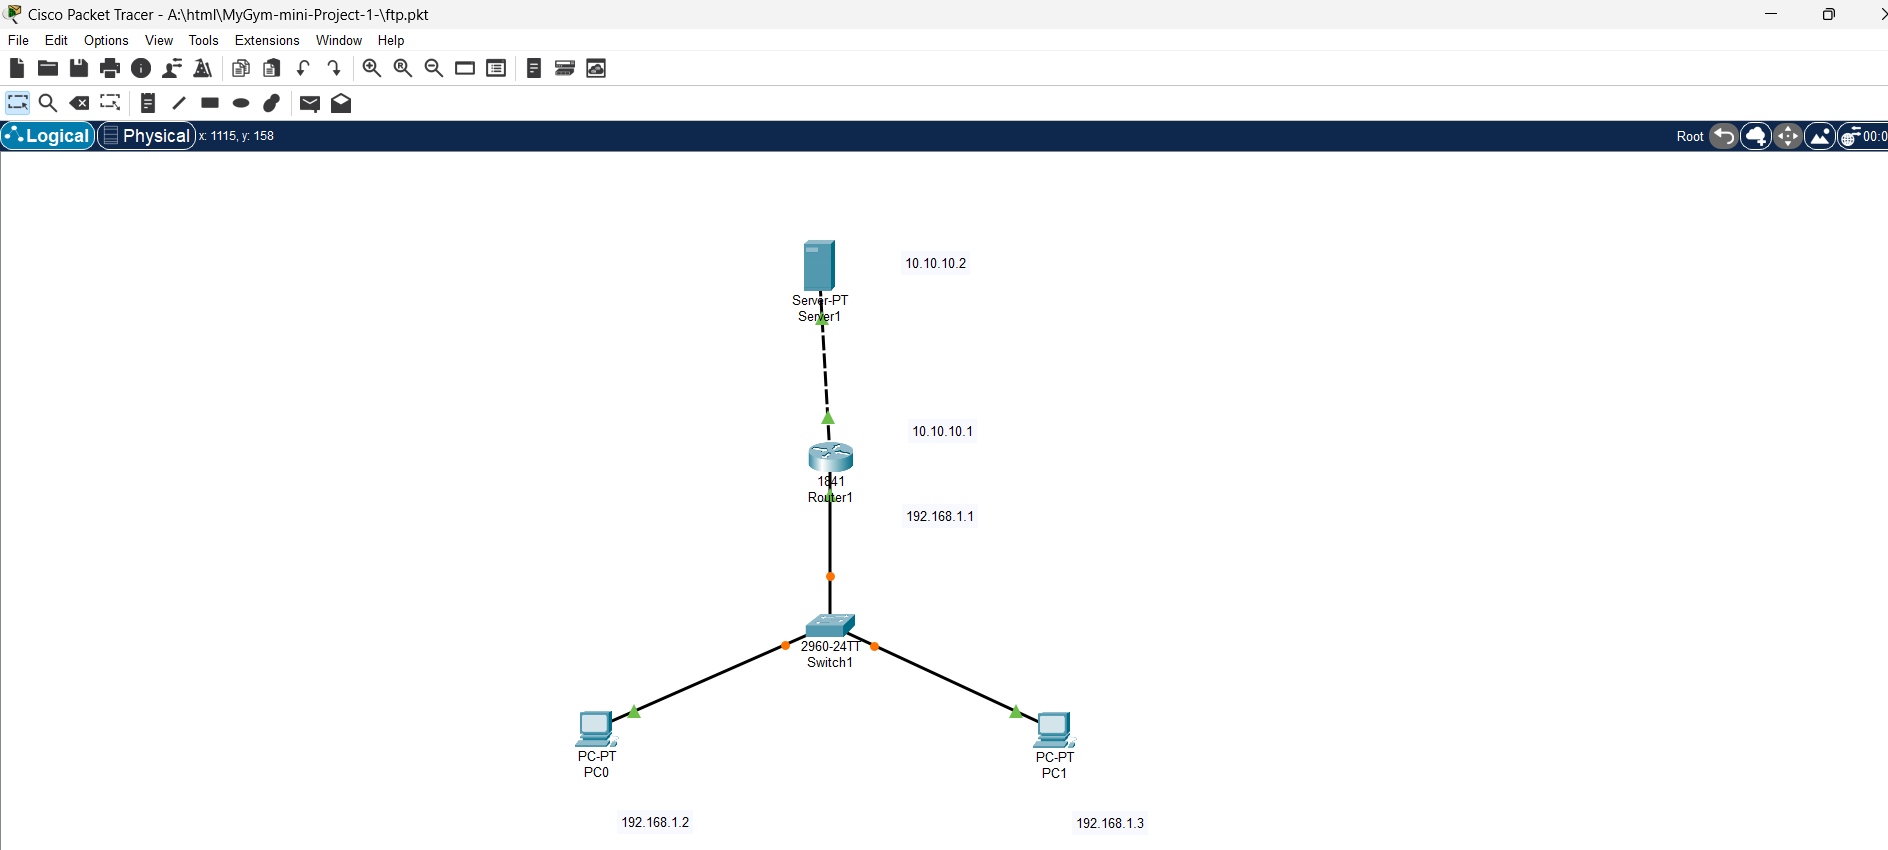 Cisco Packet Tracer - A:\html\MyGym-mini-Project-1-\ftp.pkt
File Edit Options View Tools Extensions Window Help
Logical Physical x: 1115, y: 158 Root 00:0
10.10.10.2
Server-PT
Server1
10.10.10.1
1841
Router1
192.168.1.1
2960-24TT
Switch1
PC-PT
PC0
PC-PT
PC1
192.168.1.2
192.168.1.3